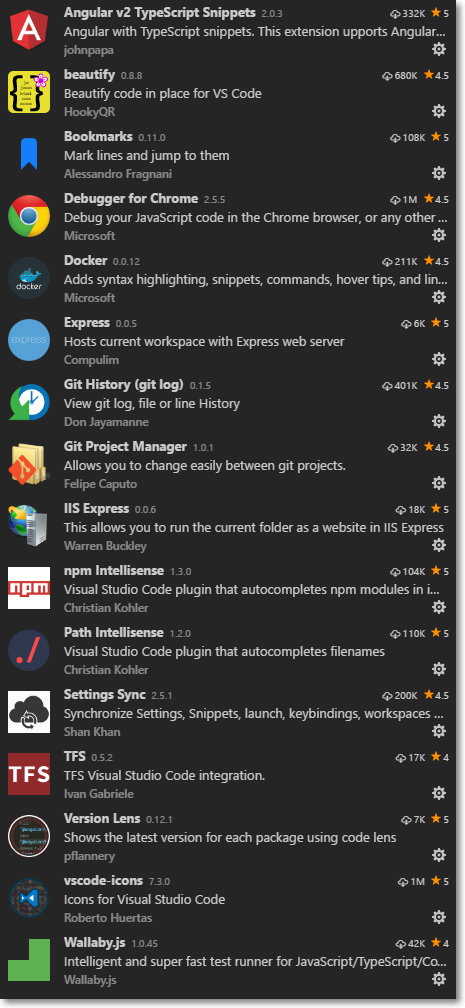 Angular v2 TypeScript Snippets 2.0.3 332K 5
Angular with TypeScript snippets. This extension upports Angular...
johnpapa
beautify 0.8.8 680K 4.5
Beautify code in place for VS Code
HookyQR
Bookmarks 0.11.0 108K 5
Mark lines and jump to them
Alessandro Fragnani
Debugger for Chrome 2.5.5 1M 4.5
Debug your JavaScript code in the Chrome browser, or any other ...
Microsoft
Docker 0.0.12 211K 4.5
docker
Adds syntax highlighting, snippets, commands, hover tips, and lin...
Microsoft
Express 0.0.5 6K 5
express
Hosts current workspace with Express web server
Compulim
Git History (git log) 0.1.5 401K 4.5
View git log, file or line History
Don Jayamanne
Git Project Manager 1.0.1 32K 4.5
Allows you to change easily between git projects.
Felipe Caputo
IIS Express 0.0.6 18K 5
This allows you to run the current folder as a website in IIS Express
Warren Buckley
npm Intellisense 1.3.0 104K 5
npm
Visual Studio Code plugin that autocompletes npm modules in i...
Christian Kohler
Path Intellisense 1.2.0 110K 5
./
Visual Studio Code plugin that autocompletes filenames
Christian Kohler
Settings Sync 2.5.1 200K 4.5
Synchronize Settings, Snippets, launch, keybindings, workspaces ...
Shan Khan
TFS 0.5.2 17K 4
TFS
TFS Visual Studio Code integration.
Ivan Gabriele
Version Lens 0.12.1 7K 5
Shows the latest version for each package using code lens
pflannery
vscode-icons 7.3.0 1M 5
Icons for Visual Studio Code
Roberto Huertas
Wallaby.js 1.0.45 42K 4
Intelligent and super fast test runner for JavaScript/TypeScript/Co...
Wallaby.js